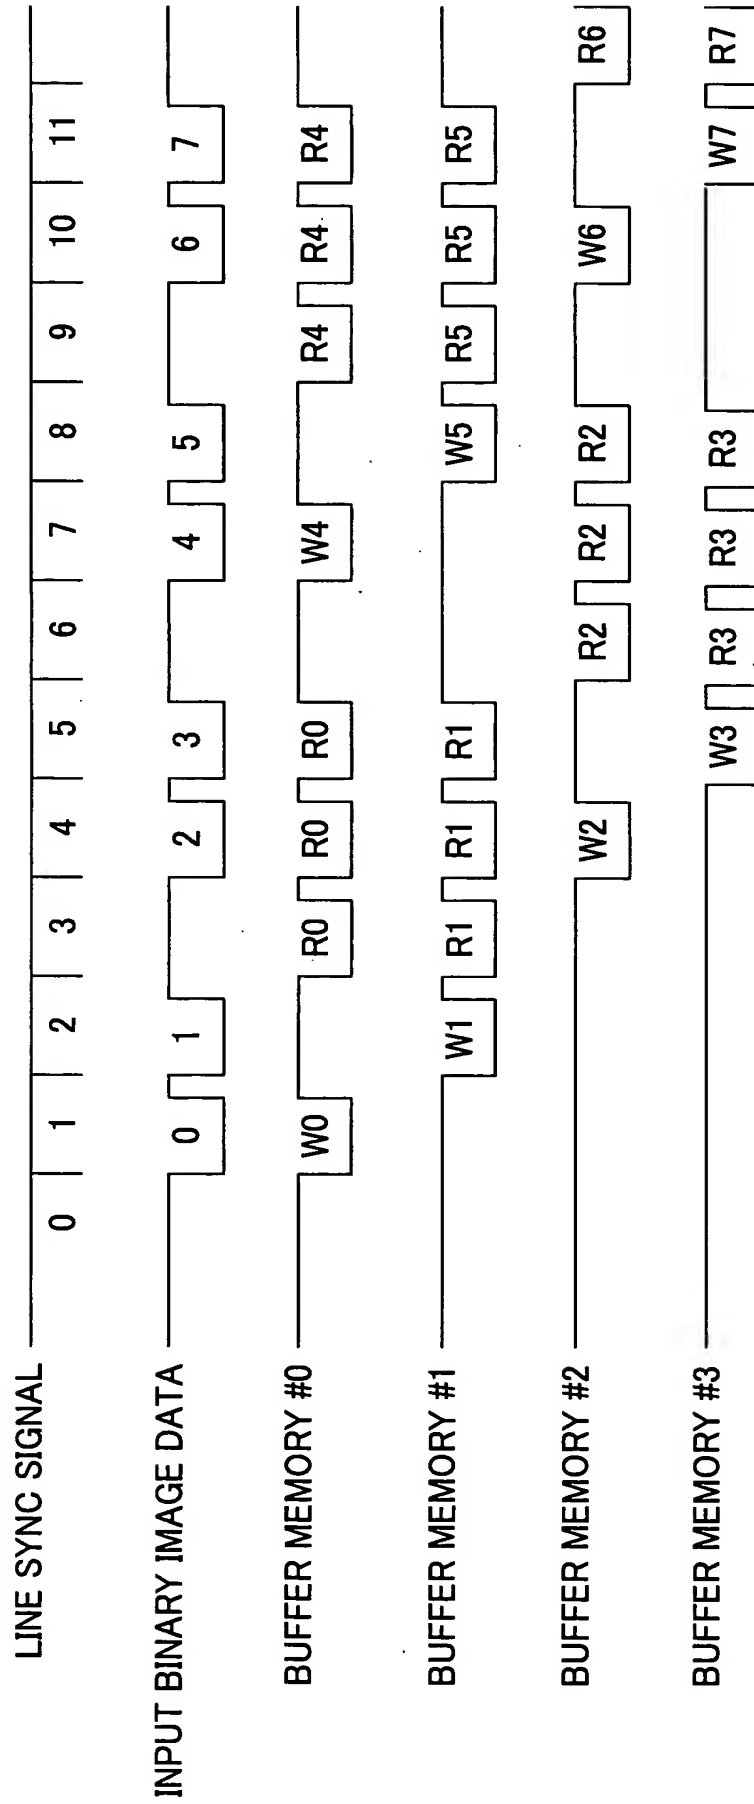 LINE SYNC SIGNAL 0 1 2 3 4 5 6 7 8 9 10 11
INPUT BINARY IMAGE DATA 0 1 2 3 4 5 6 7
BUFFER MEMORY #0 W0 R0 R0 R0 W4 R4 R4 R4
BUFFER MEMORY #1 W1 R1 R1 R1 W5 R5 R5 R5
BUFFER MEMORY #2 W2 R2 R2 R2 W6 R6
BUFFER MEMORY #3 W3 R3 R3 R3 W7 R7